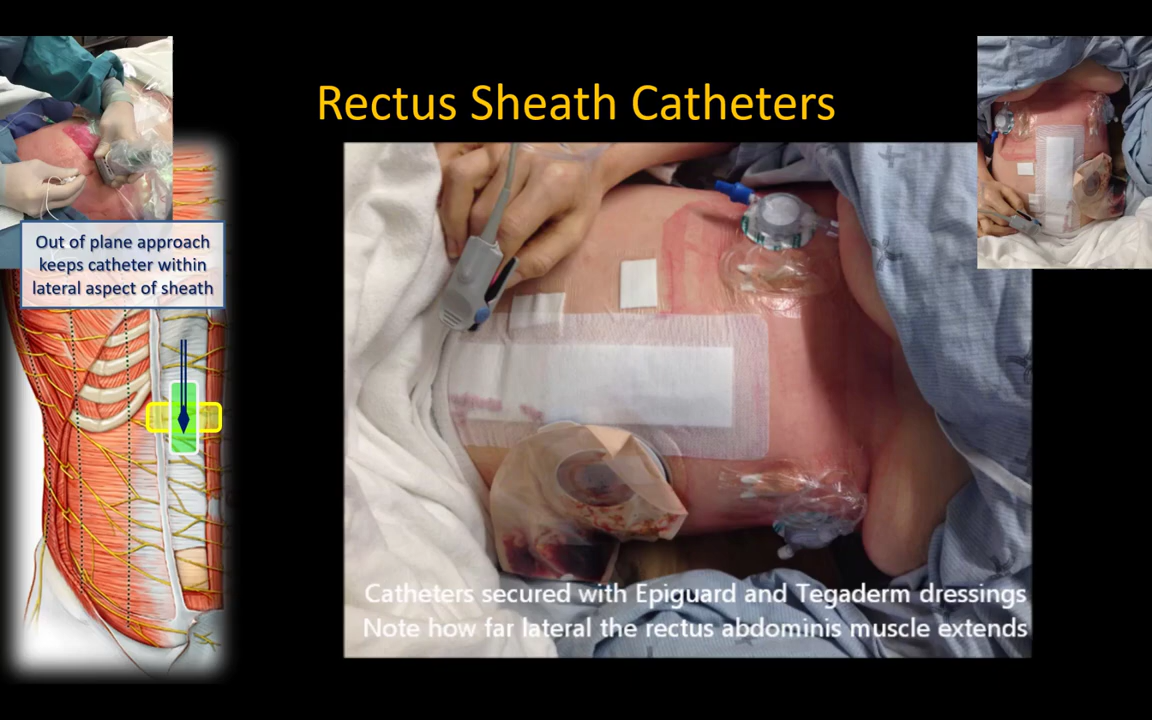 Rectus Sheath Catheters
Out of plane approach
keeps catheter within
lateral aspect of sheath
Catheters secured with Epiguard and Tegaderm dressings
Note how far lateral the rectus abdominis muscle extends